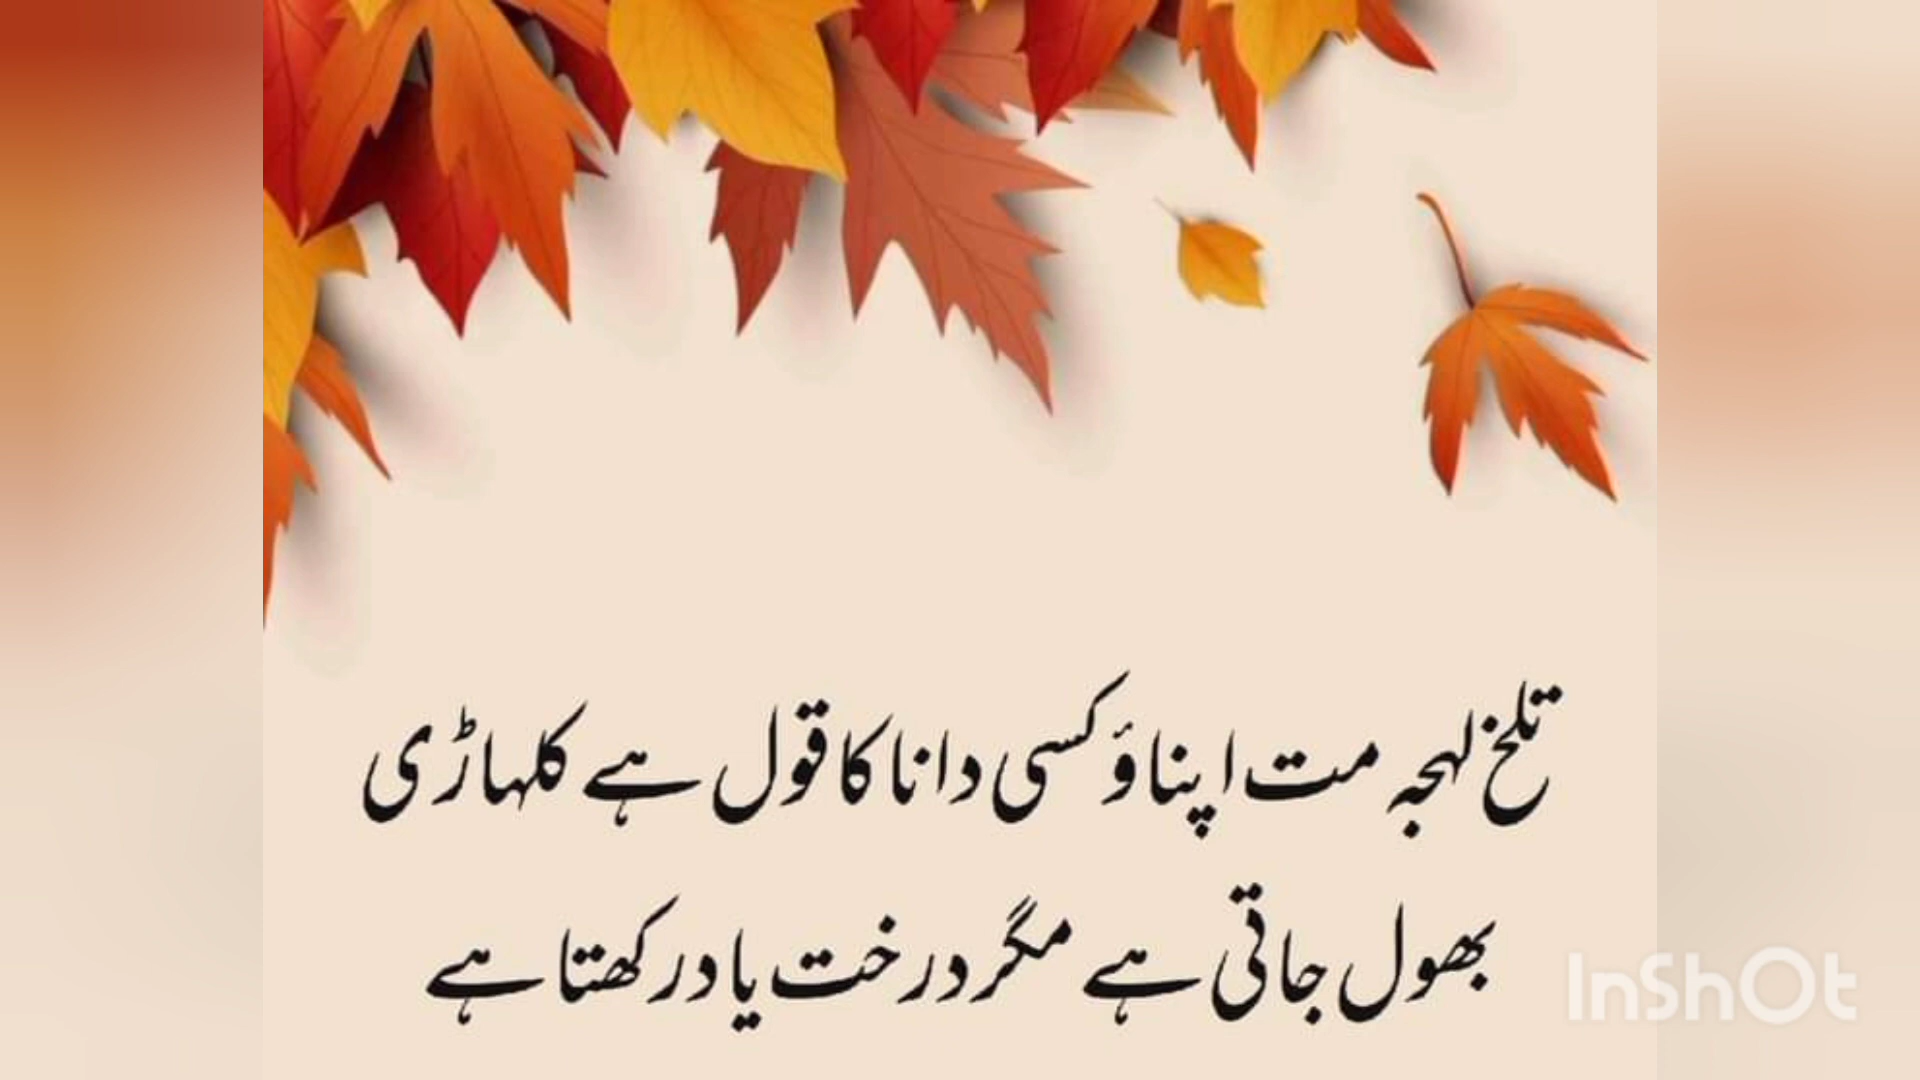 تلخ لہجہ مت اپناؤ کسی دانا کا قول ہے کلہاڑی
بھول جاتی ہے مگر درخت یاد رکھتا ہے
InShOt